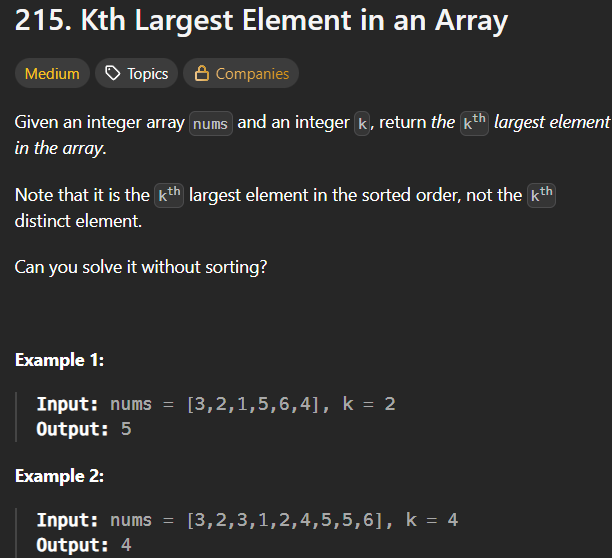 215. Kth Largest Element in an Array
Medium Topics Companies
Given an integer array nums and an integer k, return the kth largest element
in the array.
Note that it is the kth largest element in the sorted order, not the kth
distinct element.
Can you solve it without sorting?
Example 1:
Input: nums = [3,2,1,5,6,4], k = 2
Output: 5
Example 2:
Input: nums = [3,2,3,1,2,4,5,5,6], k = 4
Output: 4